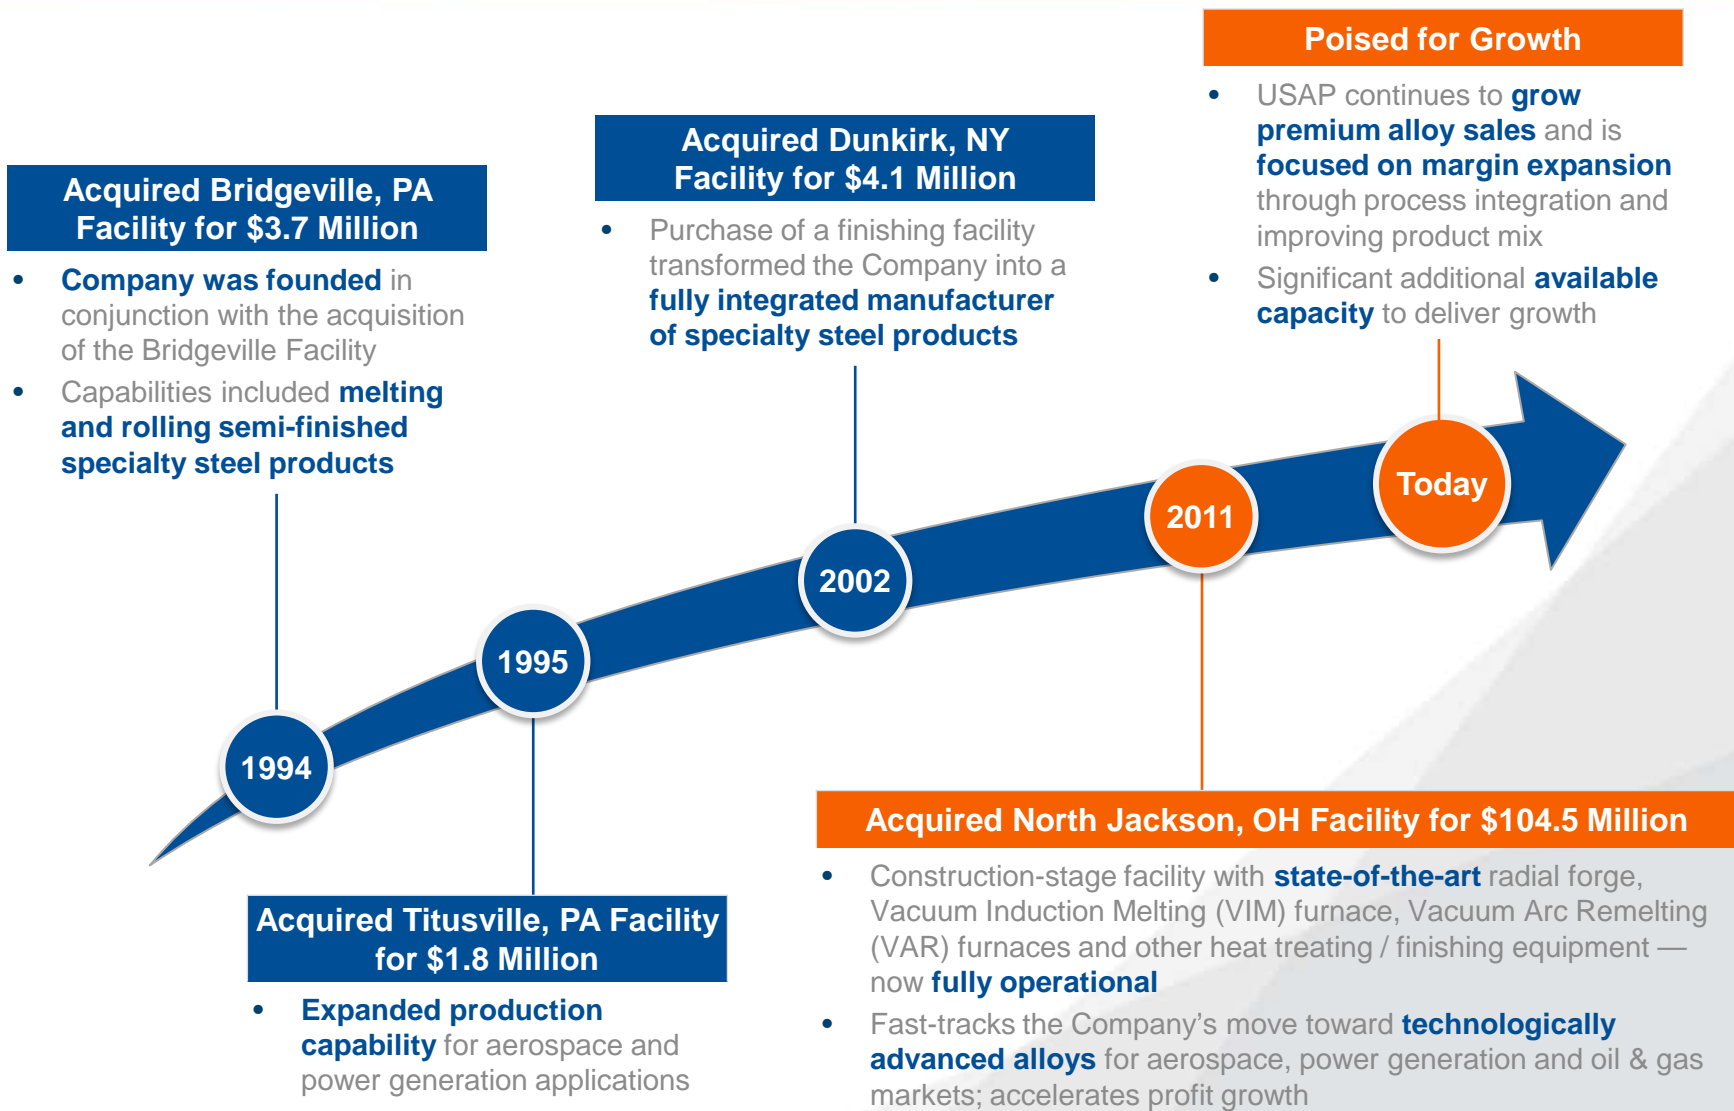 Acquired Bridgeville, PA
Facility for $3.7 Million
• Company was founded in
conjunction with the acquisition
of the Bridgeville Facility
• Capabilities included melting
and rolling semi-finished
specialty steel products
Acquired Dunkirk, NY
Facility for $4.1 Million
• Purchase of a finishing facility
transformed the Company into a
fully integrated manufacturer
of specialty steel products
Poised for Growth
• USAP continues to grow
premium alloy sales and is
focused on margin expansion
through process integration and
improving product mix
• Significant additional available
capacity to deliver growth
1994
1995
2002
2011
Today
Acquired Titusville, PA Facility
for $1.8 Million
• Expanded production
capability for aerospace and
power generation applications
Acquired North Jackson, OH Facility for $104.5 Million
• Construction-stage facility with state-of-the-art radial forge,
Vacuum Induction Melting (VIM) furnace, Vacuum Arc Remelting
(VAR) furnaces and other heat treating / finishing equipment —
now fully operational
• Fast-tracks the Company’s move toward technologically
advanced alloys for aerospace, power generation and oil & gas
markets; accelerates profit growth